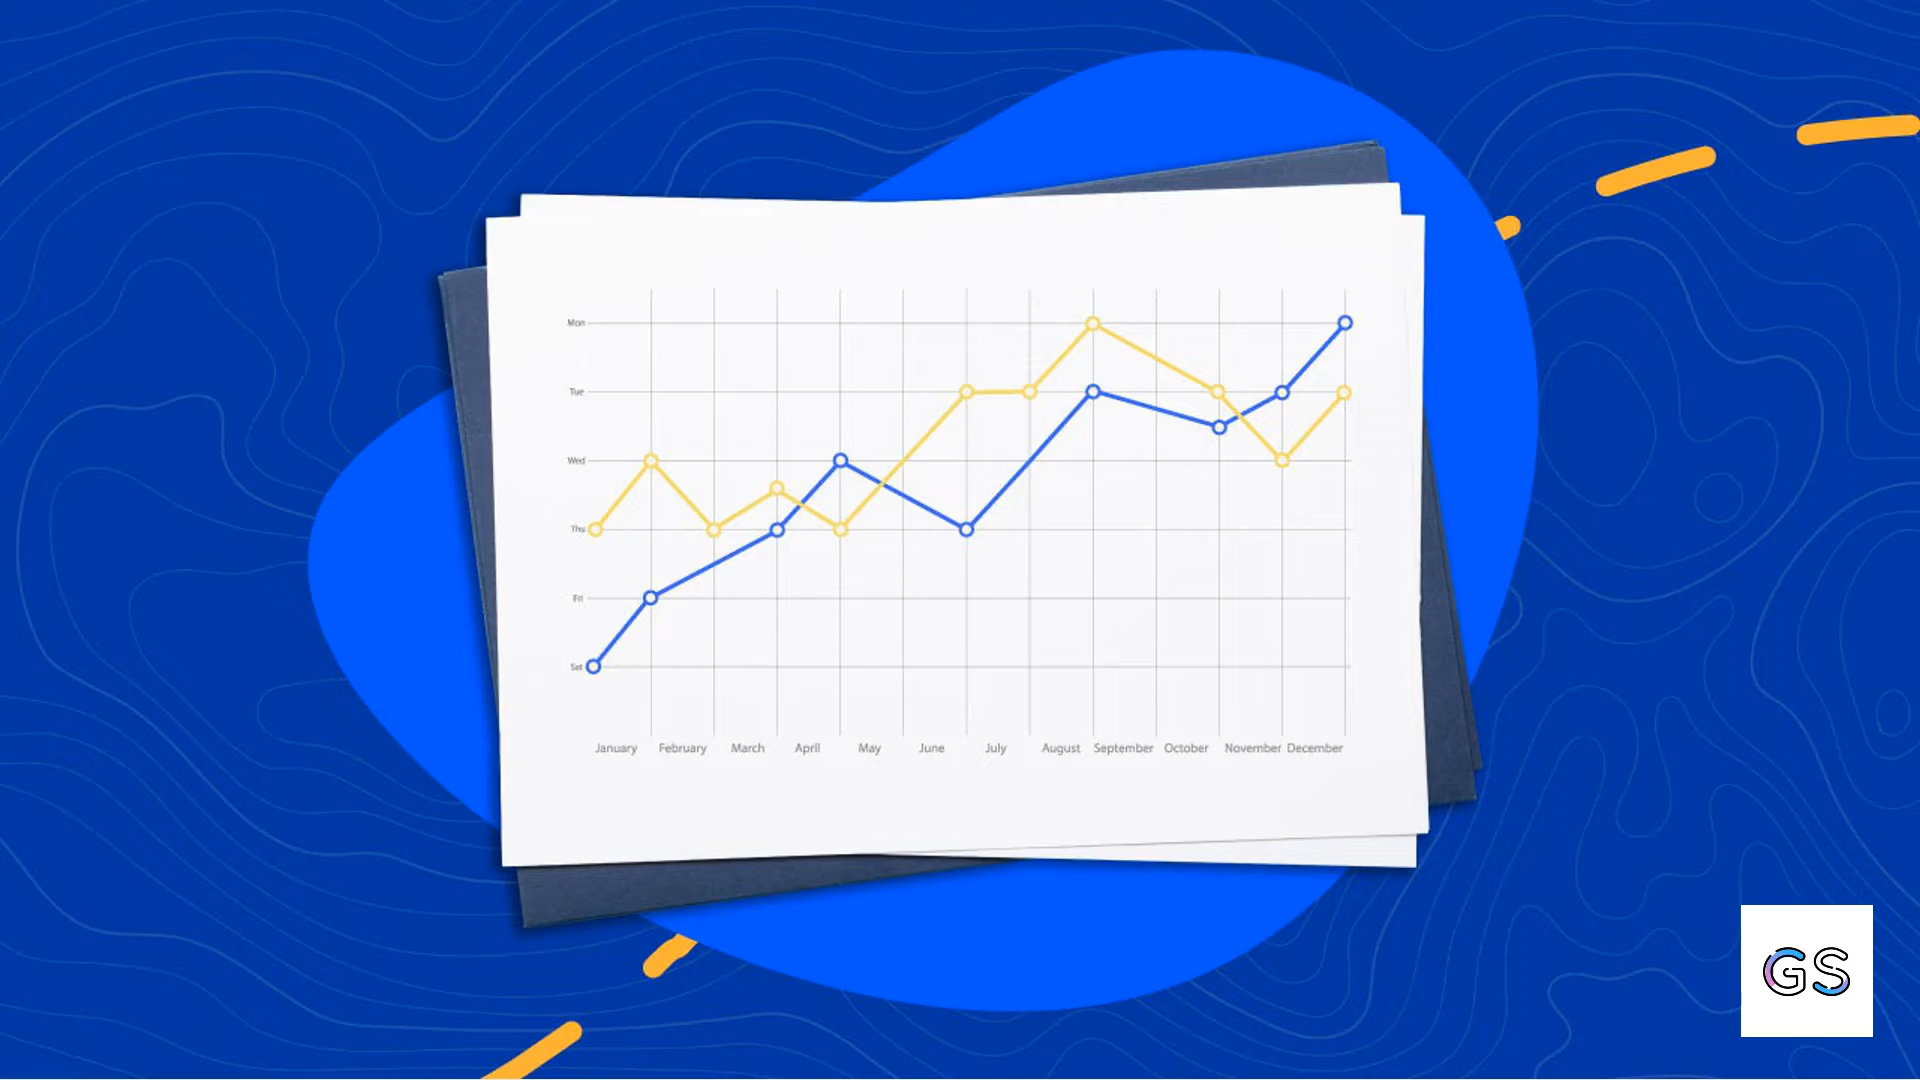 Mon
Tue
Wed
Thu
Fri
Sat
January February March April May June July August September October November December
GS